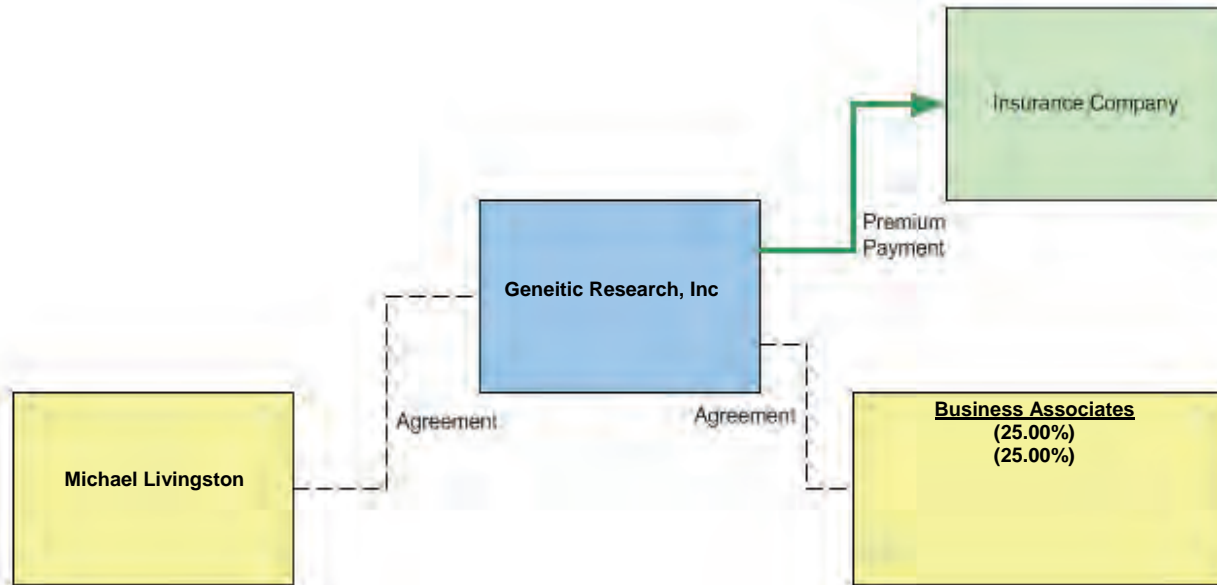 Insurance Company
Premium
Payment
Geneitic Research, Inc
Agreement
Agreement
Michael Livingston
Business Associates
(25.00%)
(25.00%)